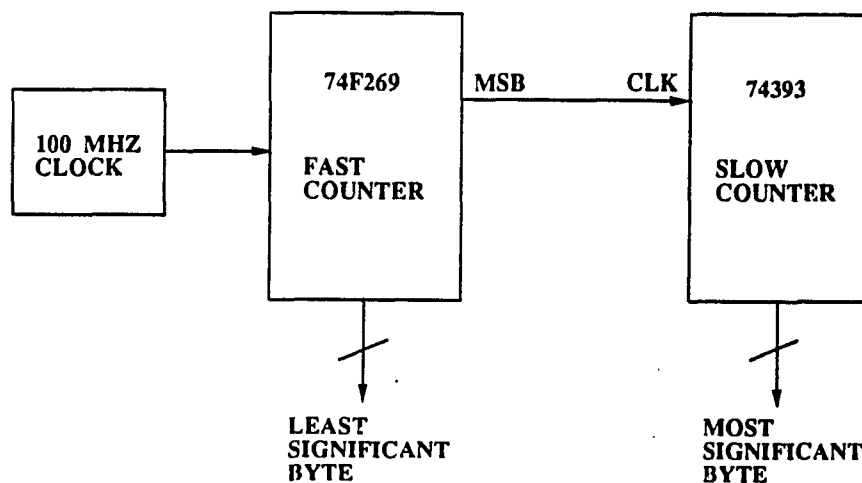 100 MHZ
CLOCK
74F269
FAST
COUNTER
MSB
CLK
74393
SLOW
COUNTER
LEAST
SIGNIFICANT
BYTE
MOST
SIGNIFICANT
BYTE